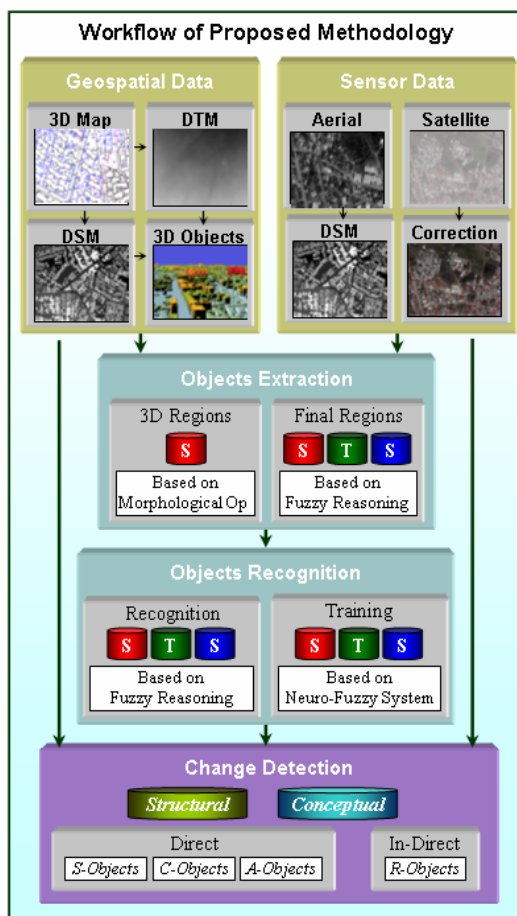 Workflow of Proposed Methodology
Geospatial Data
3D Map
DTM
DSM
3D Objects
Sensor Data
Aerial
Satellite
DSM
Correction
Objects Extraction
3D Regions
S
Based on
Morphological Op
Final Regions
S T S
Based on
Fuzzy Reasoning
Objects Recognition
Recognition
S T S
Based on
Fuzzy Reasoning
Training
S T S
Based on
Neuro-Fuzzy System
Change Detection
Structural
Conceptual
Direct
S-Objects C-Objects A-Objects
In-Direct
R-Objects